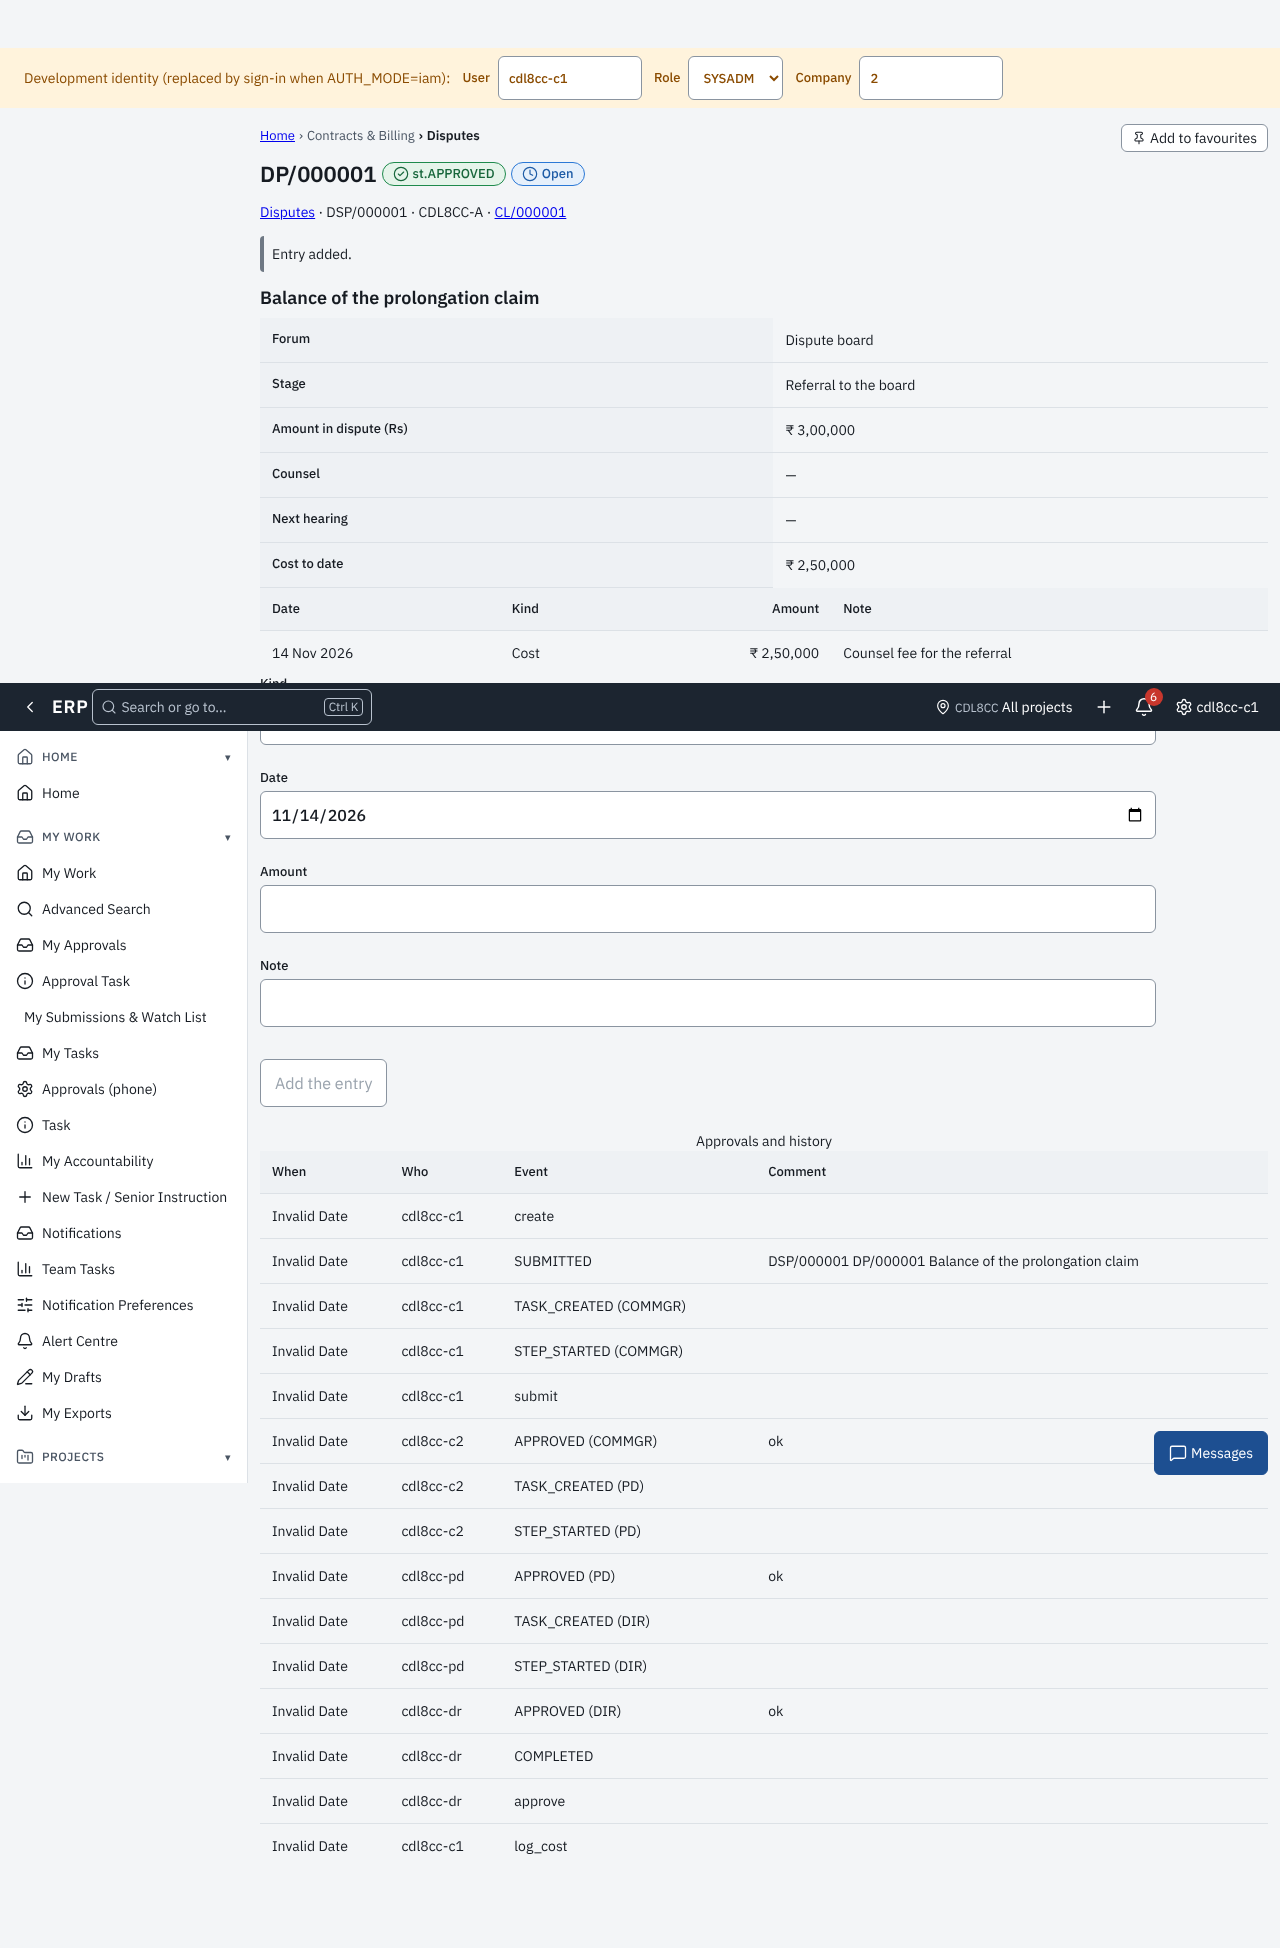 Development identity (replaced by sign-in when AUTH_MODE=iam): User cdl8cc-c1 Role SYSADM Company 2
Home › Contracts & Billing › Disputes
Add to favourites
DP/000001 st.APPROVED Open
Disputes · DSP/000001 · CDL8CC-A · CL/000001
Entry added.
Balance of the prolongation claim
Forum Dispute board
Stage Referral to the board
Amount in dispute (Rs) ₹ 3,00,000
Counsel —
Next hearing —
Cost to date ₹ 2,50,000
Date Kind Amount Note
14 Nov 2026 Cost ₹ 2,50,000 Counsel fee for the referral
Kind
ERP Search or go to... Ctrl K CDL8CC All projects 6 cdl8cc-c1
HOME
Home
MY WORK
My Work
Advanced Search
My Approvals
Approval Task
My Submissions & Watch List
My Tasks
Approvals (phone)
Task
My Accountability
New Task / Senior Instruction
Notifications
Team Tasks
Notification Preferences
Alert Centre
My Drafts
My Exports
PROJECTS
Date
11/14/2026
Amount
Note
Add the entry
Approvals and history
When Who Event Comment
Invalid Date cdl8cc-c1 create
Invalid Date cdl8cc-c1 SUBMITTED DSP/000001 DP/000001 Balance of the prolongation claim
Invalid Date cdl8cc-c1 TASK_CREATED (COMMGR)
Invalid Date cdl8cc-c1 STEP_STARTED (COMMGR)
Invalid Date cdl8cc-c1 submit
Invalid Date cdl8cc-c2 APPROVED (COMMGR) ok
Messages
Invalid Date cdl8cc-c2 TASK_CREATED (PD)
Invalid Date cdl8cc-c2 STEP_STARTED (PD)
Invalid Date cdl8cc-pd APPROVED (PD) ok
Invalid Date cdl8cc-pd TASK_CREATED (DIR)
Invalid Date cdl8cc-pd STEP_STARTED (DIR)
Invalid Date cdl8cc-dr APPROVED (DIR) ok
Invalid Date cdl8cc-dr COMPLETED
Invalid Date cdl8cc-dr approve
Invalid Date cdl8cc-c1 log_cost